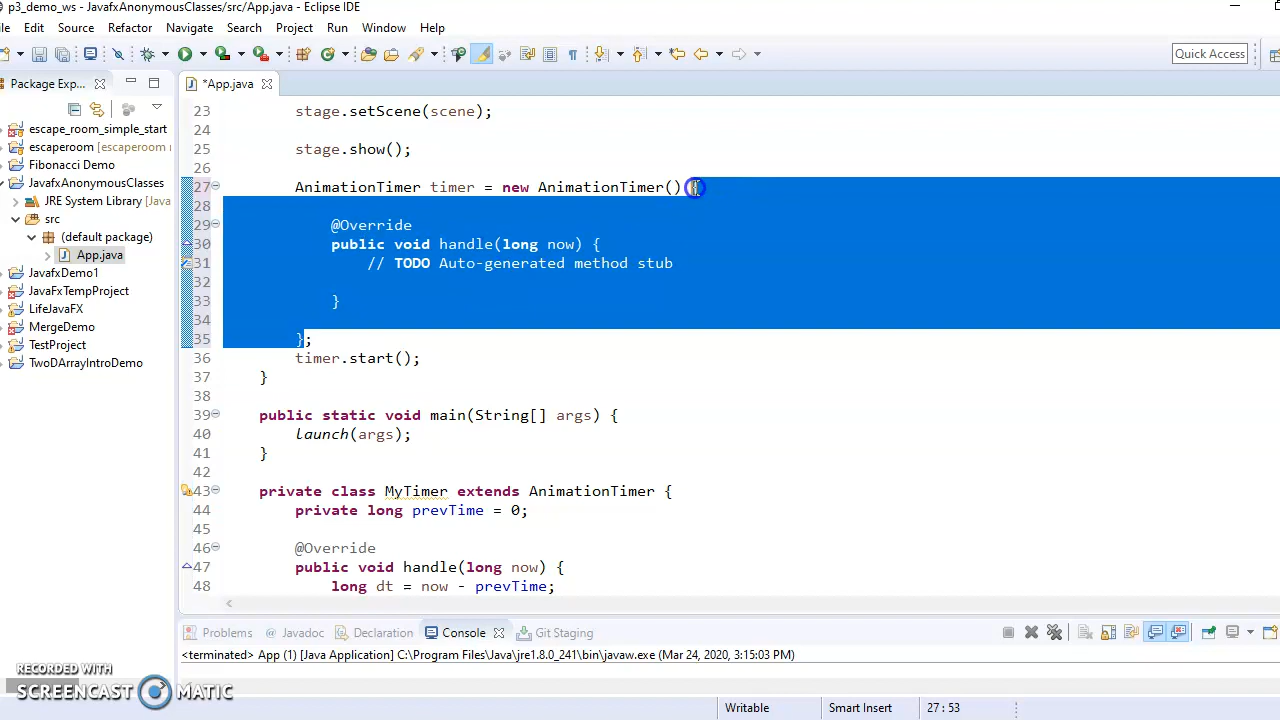 p3_demo_ws - JavafxAnonymousClasses/src/App.java - Eclipse IDE
Edit Source Refactor Navigate Search Project Run Window Help
Quick Access
Package Exp...
*App.java
escape_room_simple_start
escaperoom [escaperoom
Fibonacci Demo
JavafxAnonymousClasses
JRE System Library [Java
src
(default package)
App.java
JavafxDemo1
JavaFxTempProject
LifeJavaFX
MergeDemo
TestProject
TwoDArrayIntroDemo
23 stage.setScene(scene);
24
25 stage.show();
26
27 AnimationTimer timer = new AnimationTimer() {
28
29 @Override
30 public void handle(long now) {
31 // TODO Auto-generated method stub
32
33 }
34
35 };
36 timer.start();
37 }
38
39 public static void main(String[] args) {
40 launch(args);
41 }
42
43 private class MyTimer extends AnimationTimer {
44 private long prevTime = 0;
45
46 @Override
47 public void handle(long now) {
48 long dt = now - prevTime;
Problems Javadoc Declaration Console Git Staging
<terminated> App (1) [Java Application] C:\Program Files\Java\jre1.8.0_241\bin\javaw.exe (Mar 24, 2020, 3:15:03 PM)
RECORDED WITH
SCREENCAST MATIC
Writable Smart Insert 27 : 53